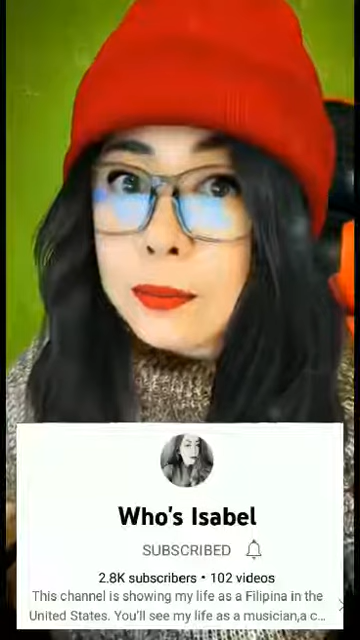 Who's Isabel
SUBSCRIBED
2.8K subscribers • 102 videos
This channel is showing my life as a Filipina in the
United States. You'll see my life as a musician,a c...